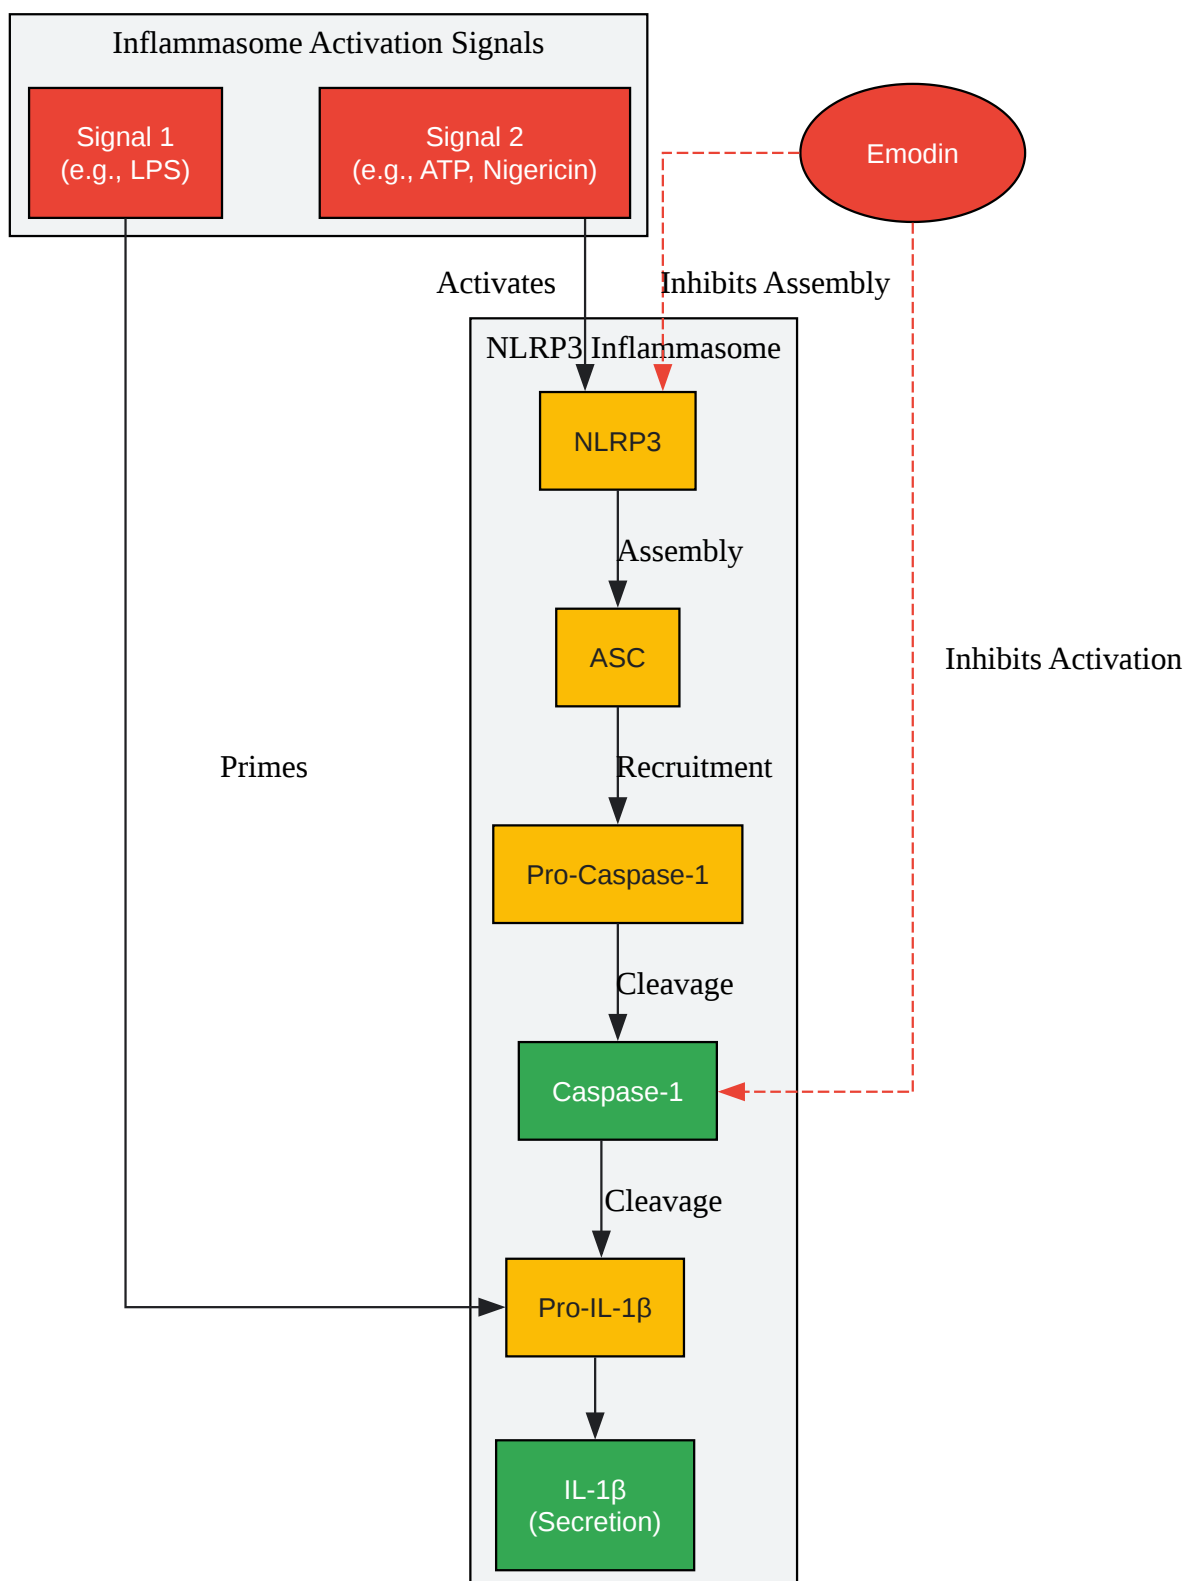 Inflammasome Activation Signals
Signal 1
(e.g., LPS)
Signal 2
(e.g., ATP, Nigericin)
Emodin
Activates
Inhibits Assembly
NLRP3 Inflammasome
NLRP3
Assembly
ASC
Inhibits Activation
Recruitment
Primes
Pro-Caspase-1
Cleavage
Caspase-1
Cleavage
Pro-IL-1β
IL-1β
(Secretion)